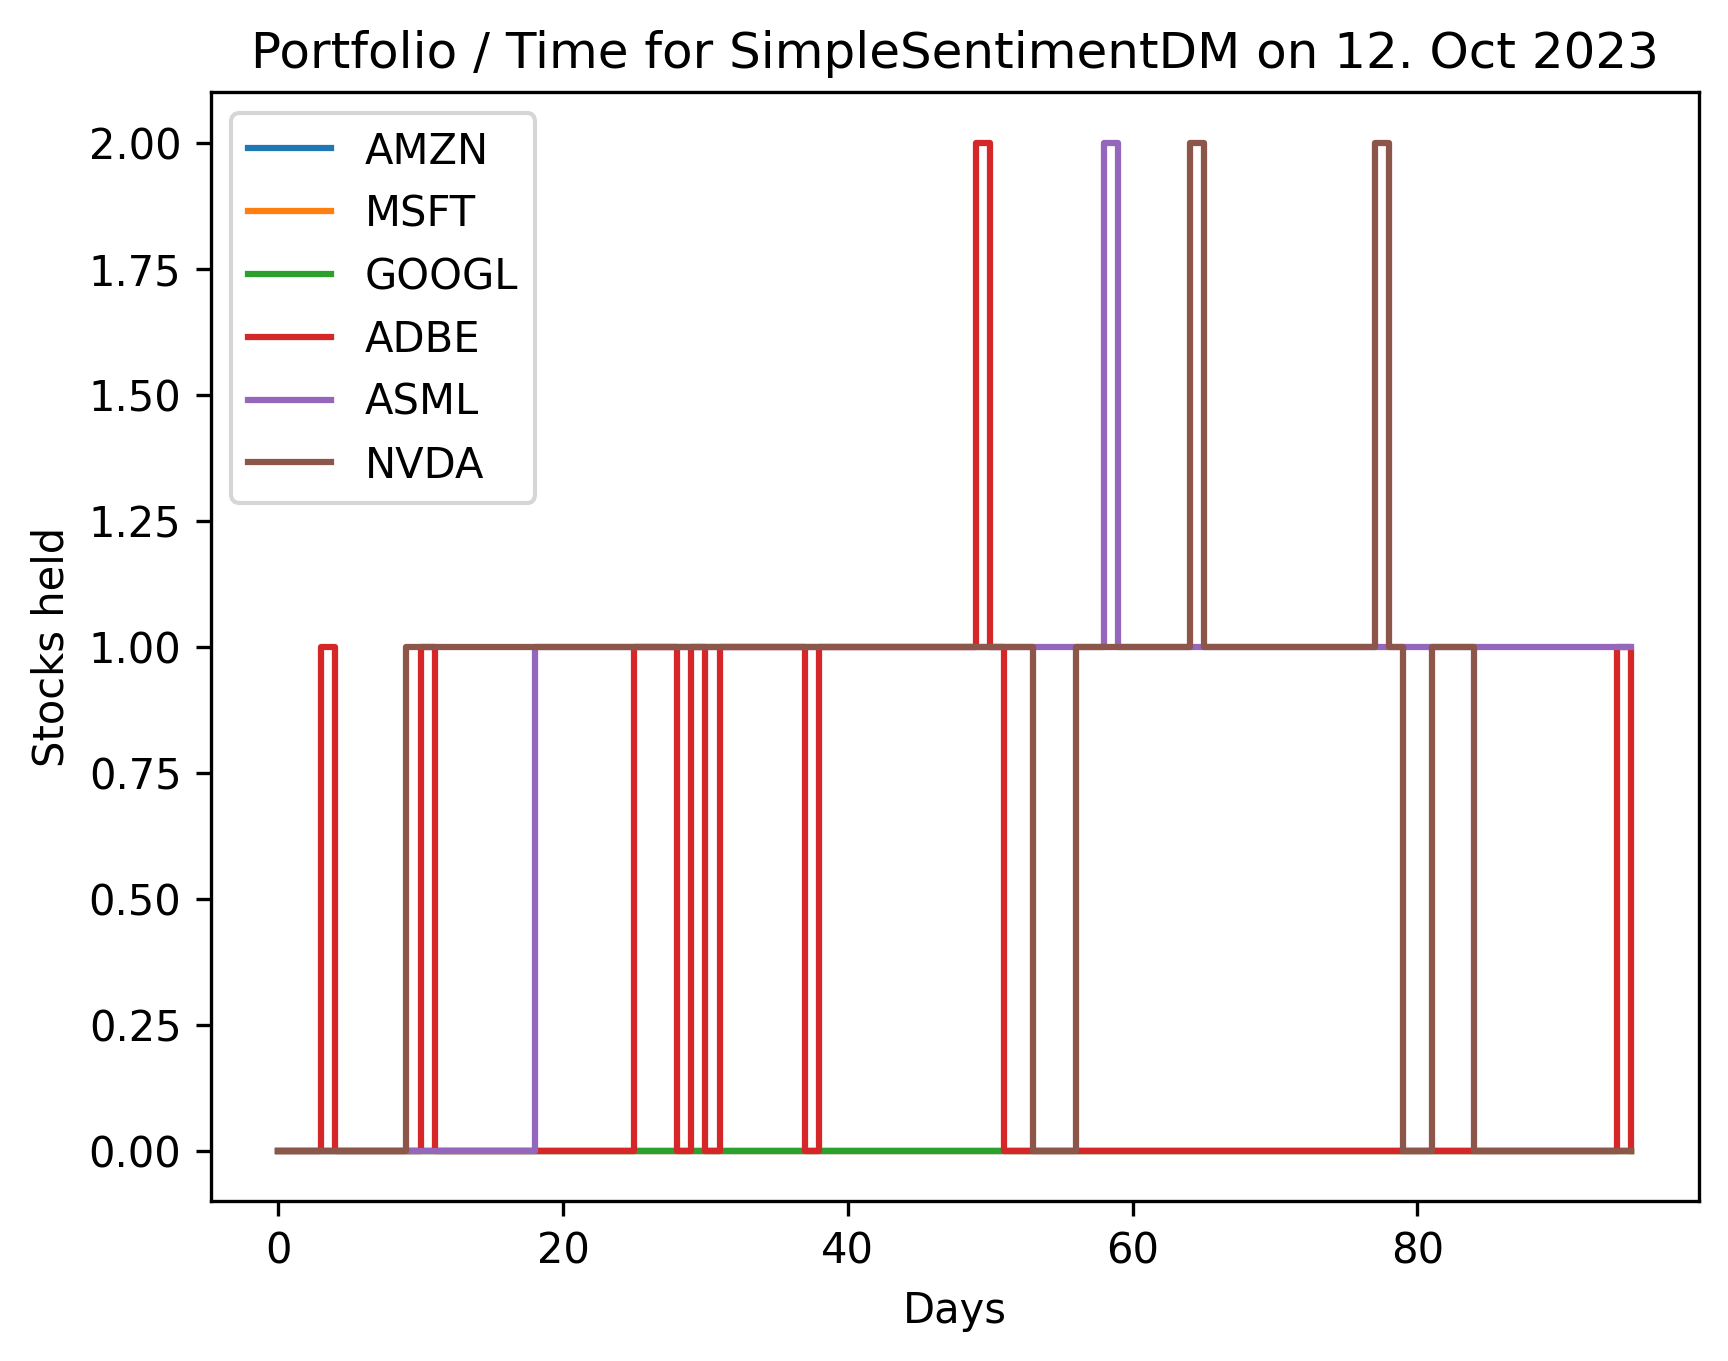 Portfolio / Time for SimpleSentimentDM on 12. Oct 2023
AMZN
MSFT
GOOGL
ADBE
ASML
NVDA
2.00
1.75
1.50
1.25
1.00
0.75
0.50
0.25
0.00
Stocks held
0 20 40 60 80
Days